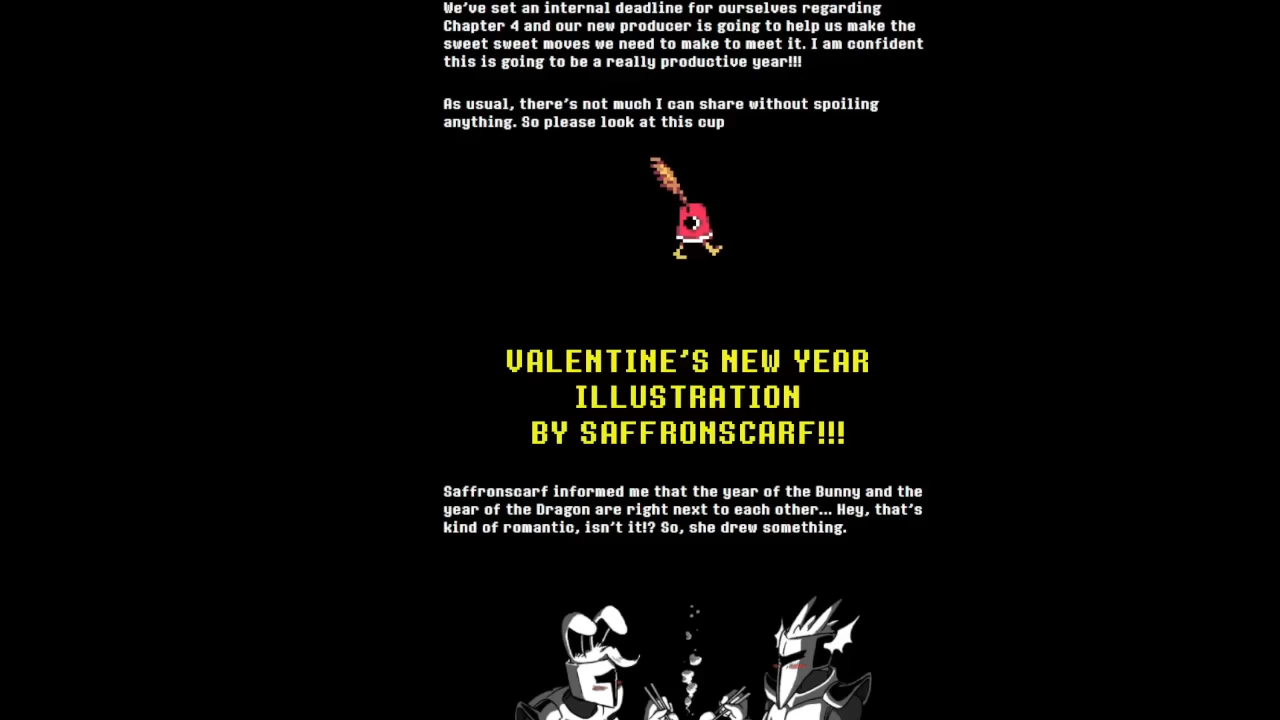 We've set an internal deadline for ourselves regarding
Chapter 4 and our new producer is going to help us make the
sweet sweet moves we need to make to meet it. I am confident
this is going to be a really productive year!!!
As usual, there's not much I can share without spoiling
anything. So please look at this cup
VALENTINE'S NEW YEAR
ILLUSTRATION
BY SAFFRONSCARF!!!
Saffronscarf informed me that the year of the Bunny and the
year of the Dragon are right next to each other... Hey, that's
kind of romantic, isn't it!? So, she drew something.